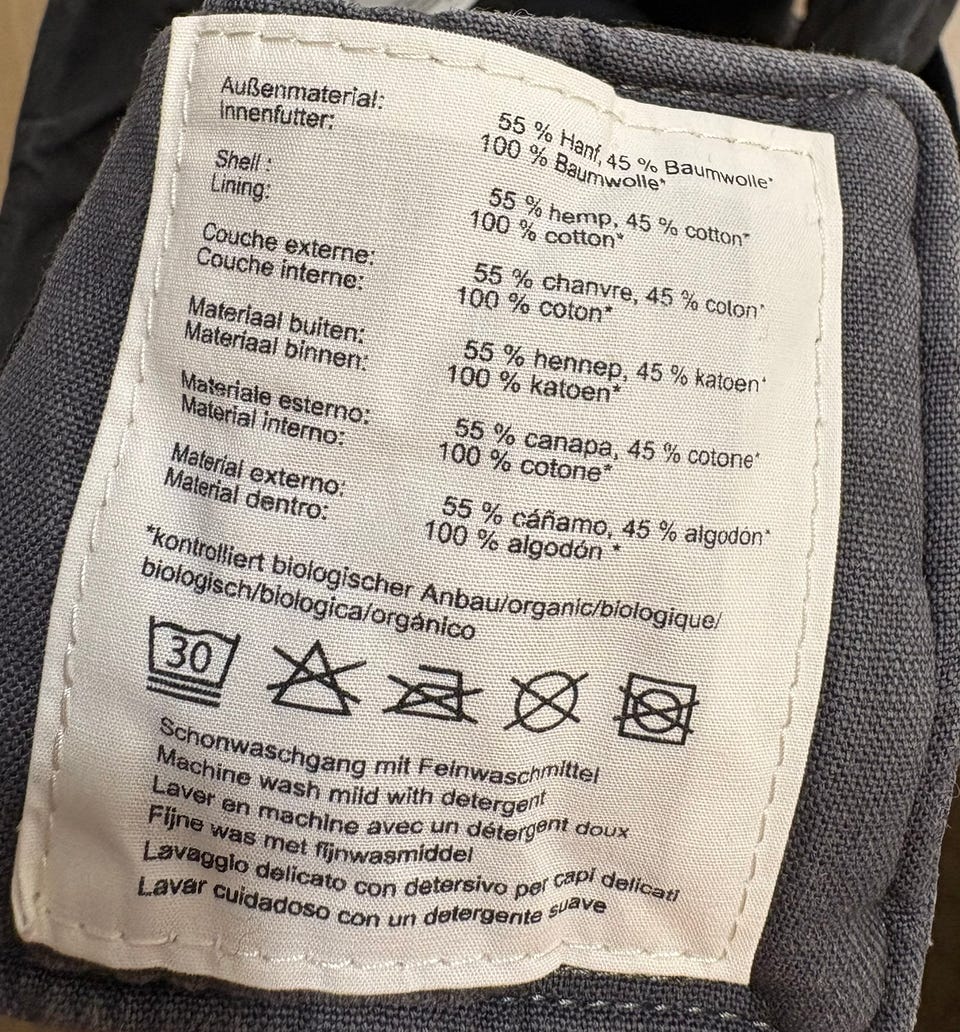 Außenmaterial: 55 % Hanf, 45 % Baumwolle*
Innenfutter: 100 % Baumwolle*
Shell : 55 % hemp, 45 % cotton*
Lining: 100 % cotton*
Couche externe: 55 % chanvre, 45 % coton*
Couche interne: 100 % coton*
Materiaal buiten: 55 % hennep, 45 % katoen*
Materiaal binnen: 100 % katoen*
Materiale esterno: 55 % canapa, 45 % cotone*
Material interno: 100 % cotone*
Material externo: 55 % cáñamo, 45 % algodón*
Material dentro: 100 % algodón *
*kontrolliert biologischer Anbau/organic/biologique/
biologisch/biologica/orgánico
30
Schonwaschgang mit Feinwaschmittel
Machine wash mild with detergent
Laver en machine avec un détergent doux
Fijne was met fijnwasmiddel
Lavaggio delicato con detersivo per capi delicati
Lavar cuidadoso con un detergente suave